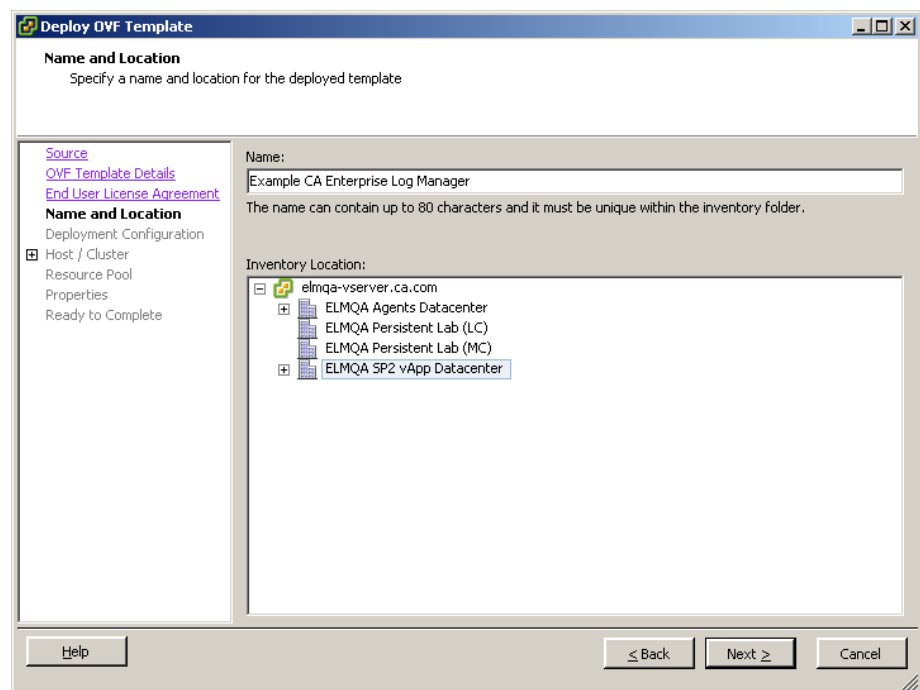 Deploy OVF Template
Name and Location
Specify a name and location for the deployed template
Source
OVF Template Details
End User License Agreement
Name and Location
Deployment Configuration
Host / Cluster
Resource Pool
Properties
Ready to Complete
Name:
Example CA Enterprise Log Manager
The name can contain up to 80 characters and it must be unique within the inventory folder.
Inventory Location:
elmqa-vserver.ca.com
ELMQA Agents Datacenter
ELMQA Persistent Lab (LC)
ELMQA Persistent Lab (MC)
ELMQA SP2 vApp Datacenter
Help
< Back
Next >
Cancel